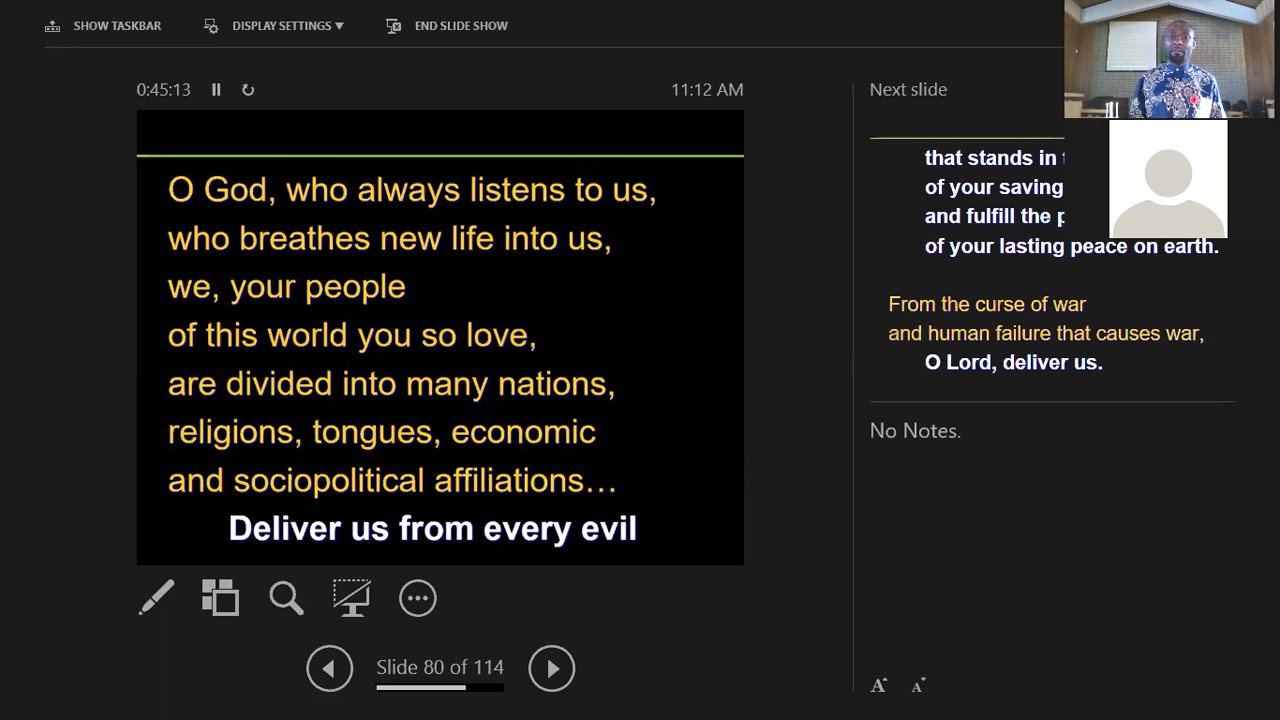 SHOW TASKBAR
DISPLAY SETTINGS ▼
END SLIDE SHOW
0:45:13
11:12 AM
O God, who always listens to us,
who breathes new life into us,
we, your people
of this world you so love,
are divided into many nations,
religions, tongues, economic
and sociopolitical affiliations…
Deliver us from every evil
Slide 80 of 114
Next slide
that stands in
of your saving
and fulfill the
of your lasting peace on earth.
From the curse of war
and human failure that causes war,
O Lord, deliver us.
No Notes.
A A